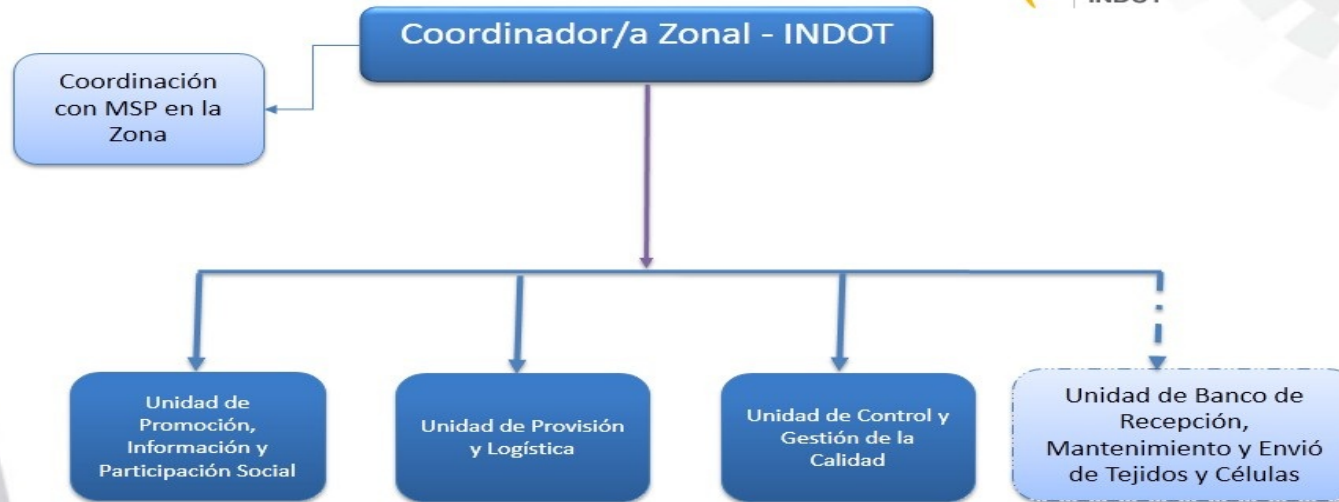 INDOT
Coordinador/a Zonal - INDOT
Coordinación
con MSP en la
Zona
Unidad de
Promoción,
Información y
Participación Social
Unidad de Provisión
y Logística
Unidad de Control y
Gestión de la
Calidad
Unidad de Banco de
Recepción,
Mantenimiento y Envió
de Tejidos y Células